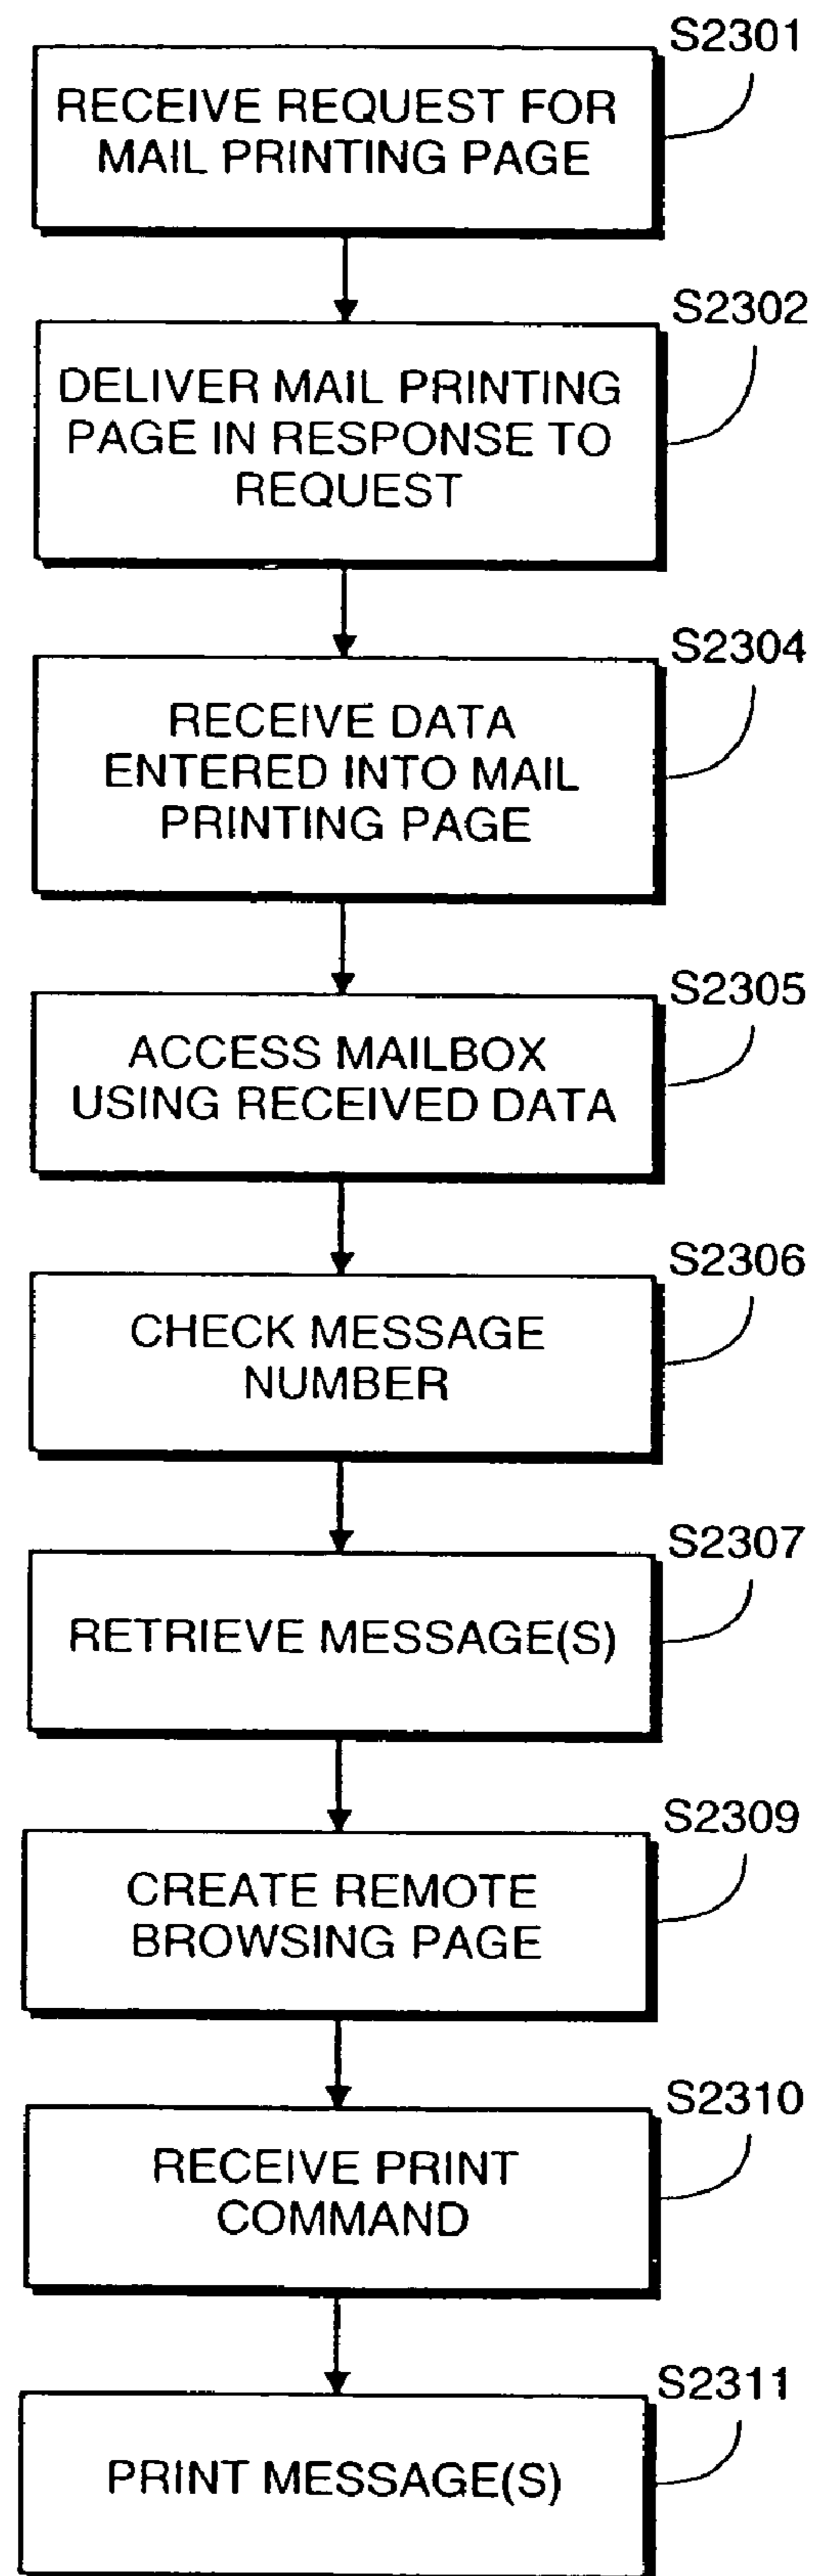 S2301
RECEIVE REQUEST FOR
MAIL PRINTING PAGE
S2302
DELIVER MAIL PRINTING
PAGE IN RESPONSE TO
REQUEST
S2304
RECEIVE DATA
ENTERED INTO MAIL
PRINTING PAGE
S2305
ACCESS MAILBOX
USING RECEIVED DATA
S2306
CHECK MESSAGE
NUMBER
S2307
RETRIEVE MESSAGE(S)
S2309
CREATE REMOTE
BROWSING PAGE
S2310
RECEIVE PRINT
COMMAND
S2311
PRINT MESSAGE(S)